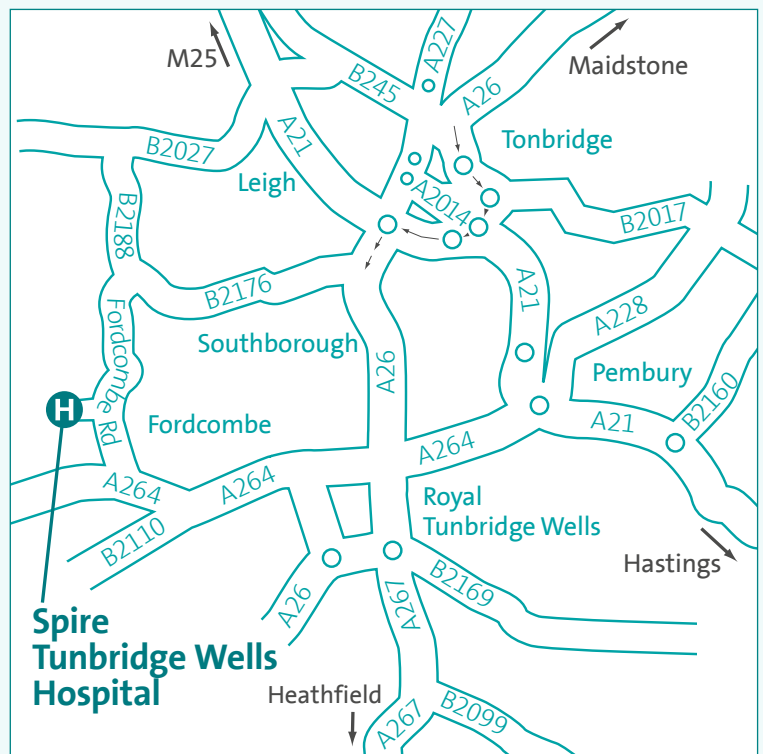 A227
M25
Maidstone
B245
A26
A21
Tonbridge
B2027
Leigh
A2014
B2188
B2017
B2176
A21
Fordcombe Rd
A228
Southborough
A26
Pembury
B2160
H
Fordcombe
A21
A264
A264
A264
Royal
Tunbridge Wells
B2110
Hastings
B2169
A26
A267
Spire
Tunbridge Wells
Hospital
Heathfield
A267
B2099